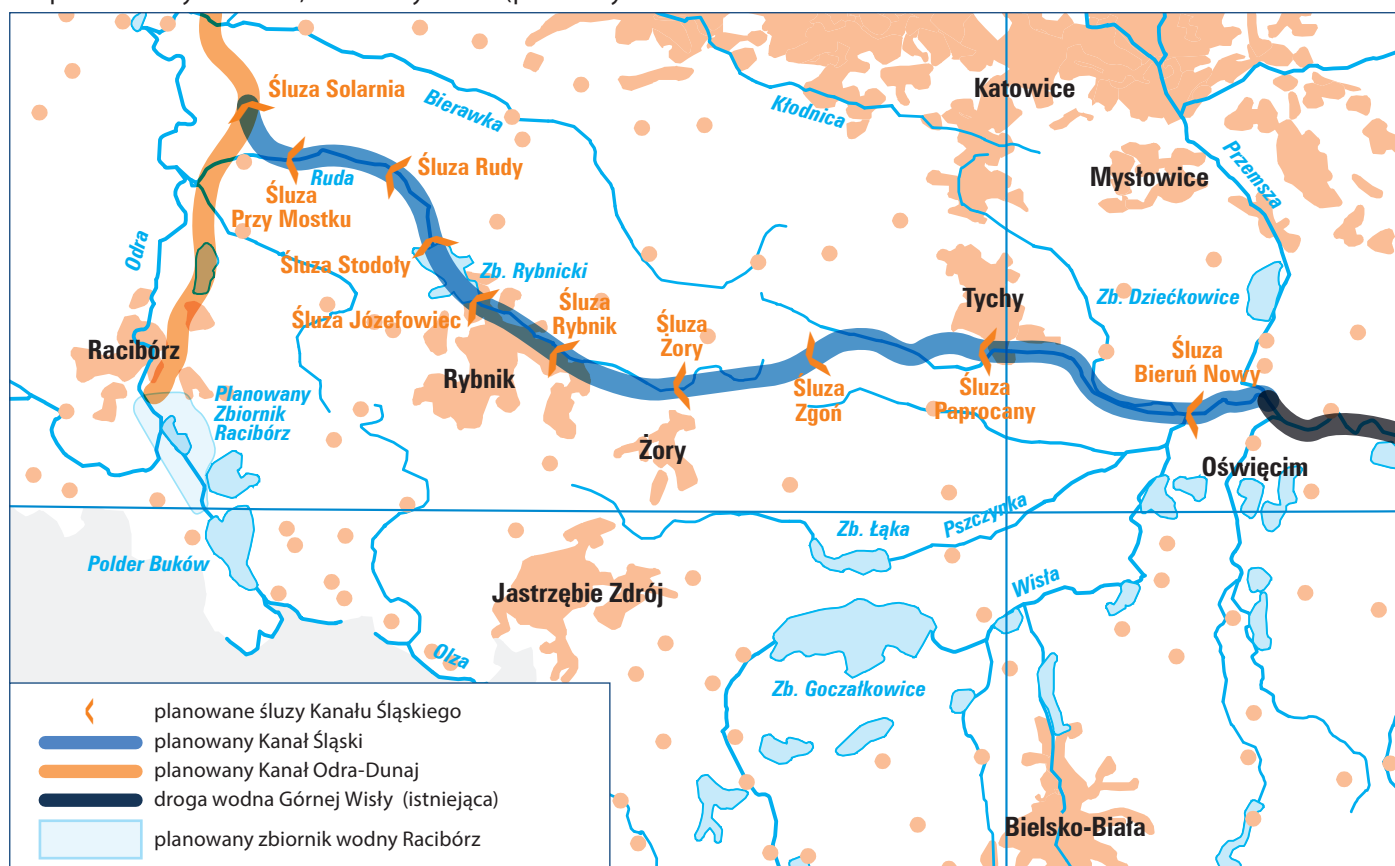 Śluza Solarnia
Bierawka
Kłodnica
Katowice
Przemsza
Mysłowice
Śluza Rudy
Ruda
Śluza
Przy Mostku
Odra
Śluza Stodoły
Zb. Rybnicki
Śluza Józefowiec
Śluza
Rybnik
Śluza
Żory
Tychy
Zb. Dziećkowice
Śluza
Bieruń Nowy
Racibórz
Rybnik
Śluza
Zgoń
Śluza
Paprocany
Planowany
Zbiornik
Racibórz
Żory
Oświęcim
Polder Buków
Zb. Łąka
Pszczynka
Wisła
Jastrzębie Zdrój
Olza
Zb. Goczałkowice
Bielsko-Biała
planowane śluzy Kanału Śląskiego
planowany Kanał Śląski
planowany Kanał Odra-Dunaj
droga wodna Górnej Wisły (istniejąca)
planowany zbiornik wodny Racibórz